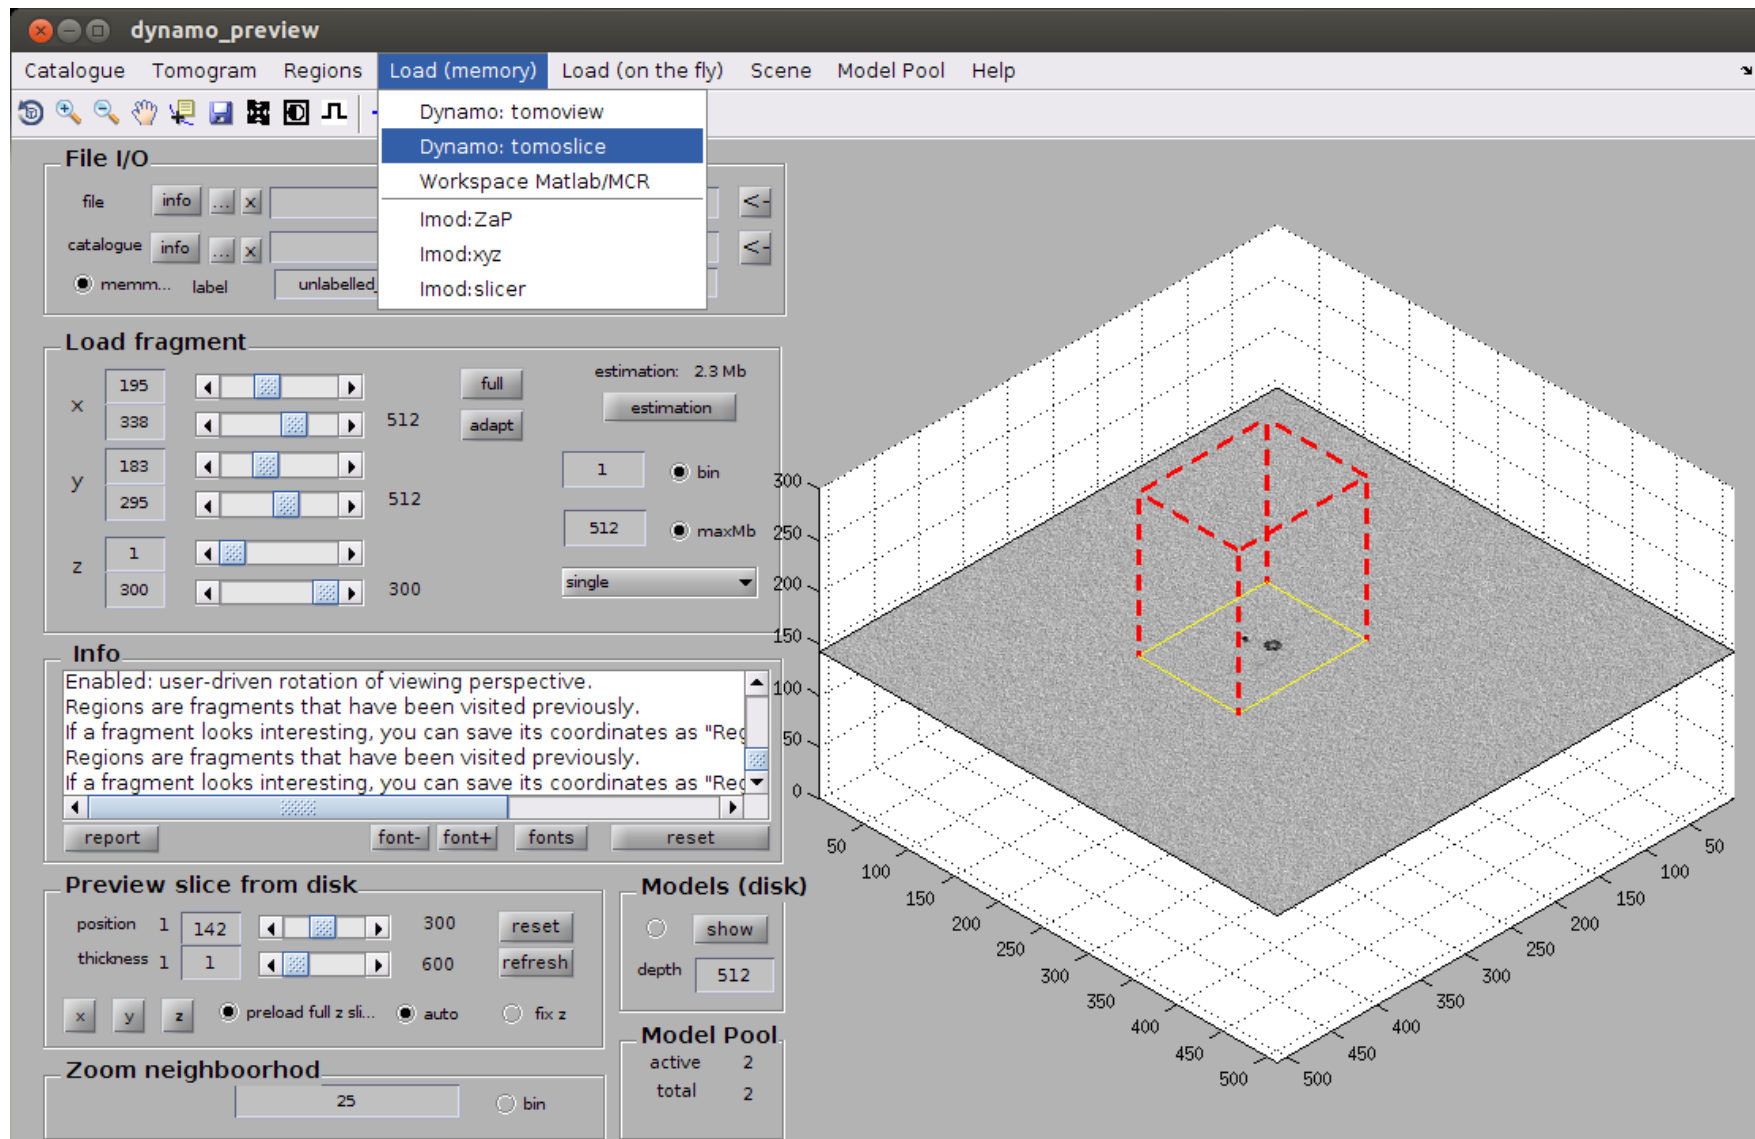 dynamo_preview
Catalogue Tomogram Regions Load (memory) Load (on the fly) Scene Model Pool Help
Dynamo: tomoview
Dynamo: tomoslice
Workspace Matlab/MCR
Imod:ZaP
Imod:xyz
Imod:slicer
File I/O
file info ... x <-
catalogue info ... x <-
memm... label unlabelled
Load fragment
x 195 full estimation: 2.3 Mb
338 512 adapt estimation
y 183 1 bin
295 512
512 maxMb
z 1
300 300 single
Info
Enabled: user-driven rotation of viewing perspective.
Regions are fragments that have been visited previously.
If a fragment looks interesting, you can save its coordinates as "Reg
Regions are fragments that have been visited previously.
If a fragment looks interesting, you can save its coordinates as "Reg
report font- font+ fonts reset
Preview slice from disk
position 1 142 300 reset
thickness 1 1 600 refresh
x y z preload full z sli... auto fix z
Zoom neighboorhod
25 bin
Models (disk)
show
depth 512
Model Pool
active 2
total 2
300
250
200
150
100
50
0
50 50
100 100
150 150
200 200
250 250
300 300
350 350
400 400
450 450
500 500